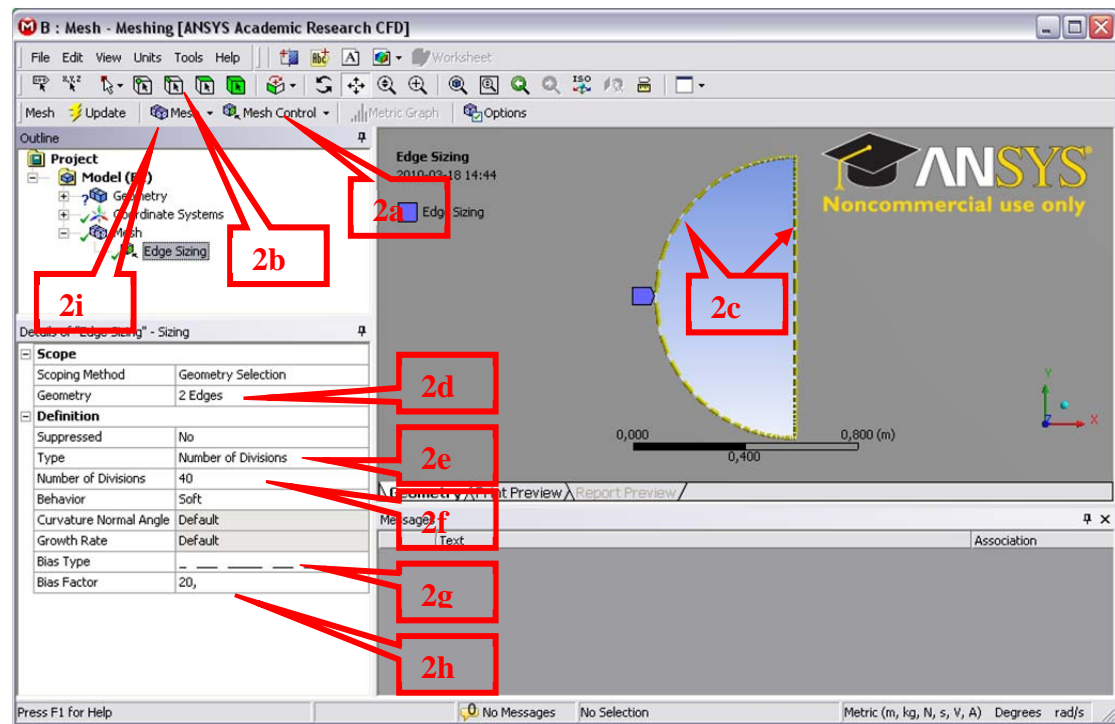 B : Mesh - Meshing [ANSYS Academic Research CFD]
File Edit View Units Tools Help Worksheet
Mesh Update Mesh Mesh Control Metric Graph Options
Outline
Project
Model
Geometry
Coordinate Systems
Mesh
Edge Sizing
2i
2b
2a
Edge Sizing
2010-03-18 14:44
Edge Sizing
ANSYS
Noncommercial use only
2c
Y
X
Z
0,000 0,800 (m)
0,400
Details of "Edge Sizing" - Sizing
Scope
Scoping Method Geometry Selection
Geometry 2 Edges
Definition
Suppressed No
Type Number of Divisions
Number of Divisions 40
Behavior Soft
Curvature Normal Angle Default
Growth Rate Default
Bias Type _ __ ___ __ _
Bias Factor 20,
2d
2e
2f
2g
2h
Geometry Print Preview Report Preview
Messages
Text Association
Press F1 for Help No Messages No Selection Metric (m, kg, N, s, V, A) Degrees rad/s